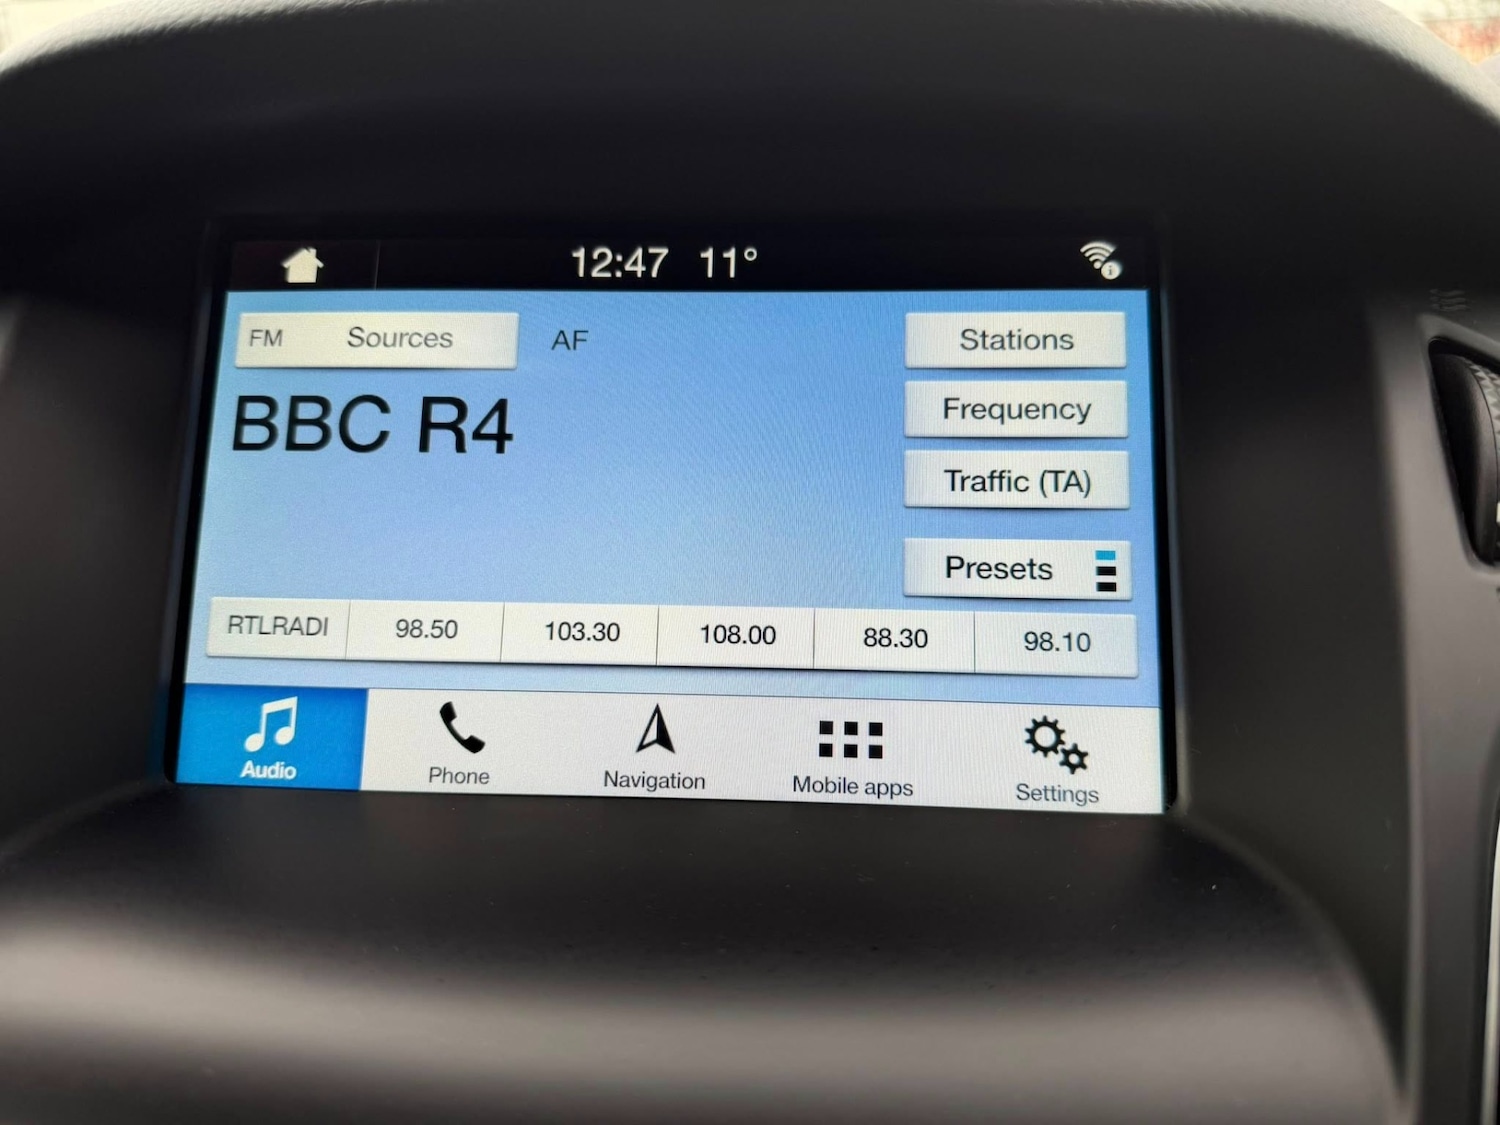 12:47 11°
FM Sources AF Stations
BBC R4
Frequency
Traffic (TA)
Presets
RTLRADI 98.50 103.30 108.00 88.30 98.10
Audio Phone Navigation Mobile apps Settings